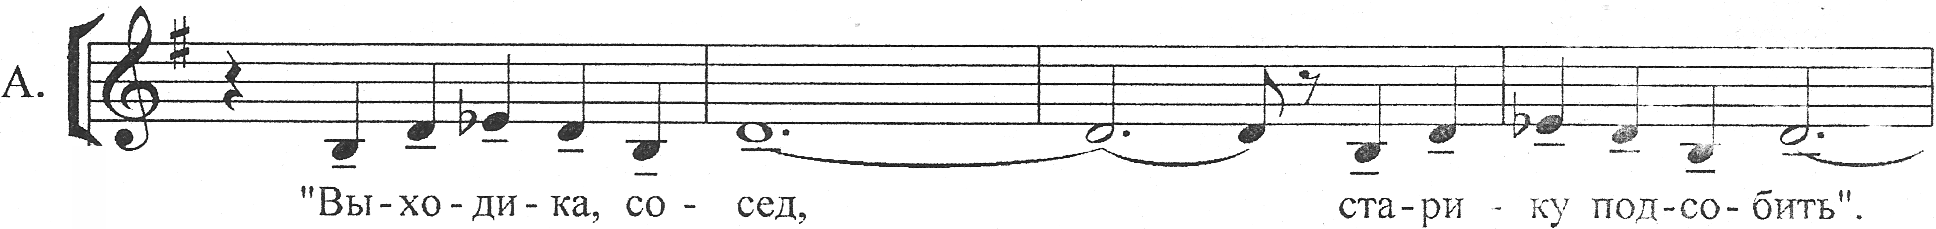 А.
"Вы-хо-ди-ка, со- сед, ста-ри - ку под-со-бить".